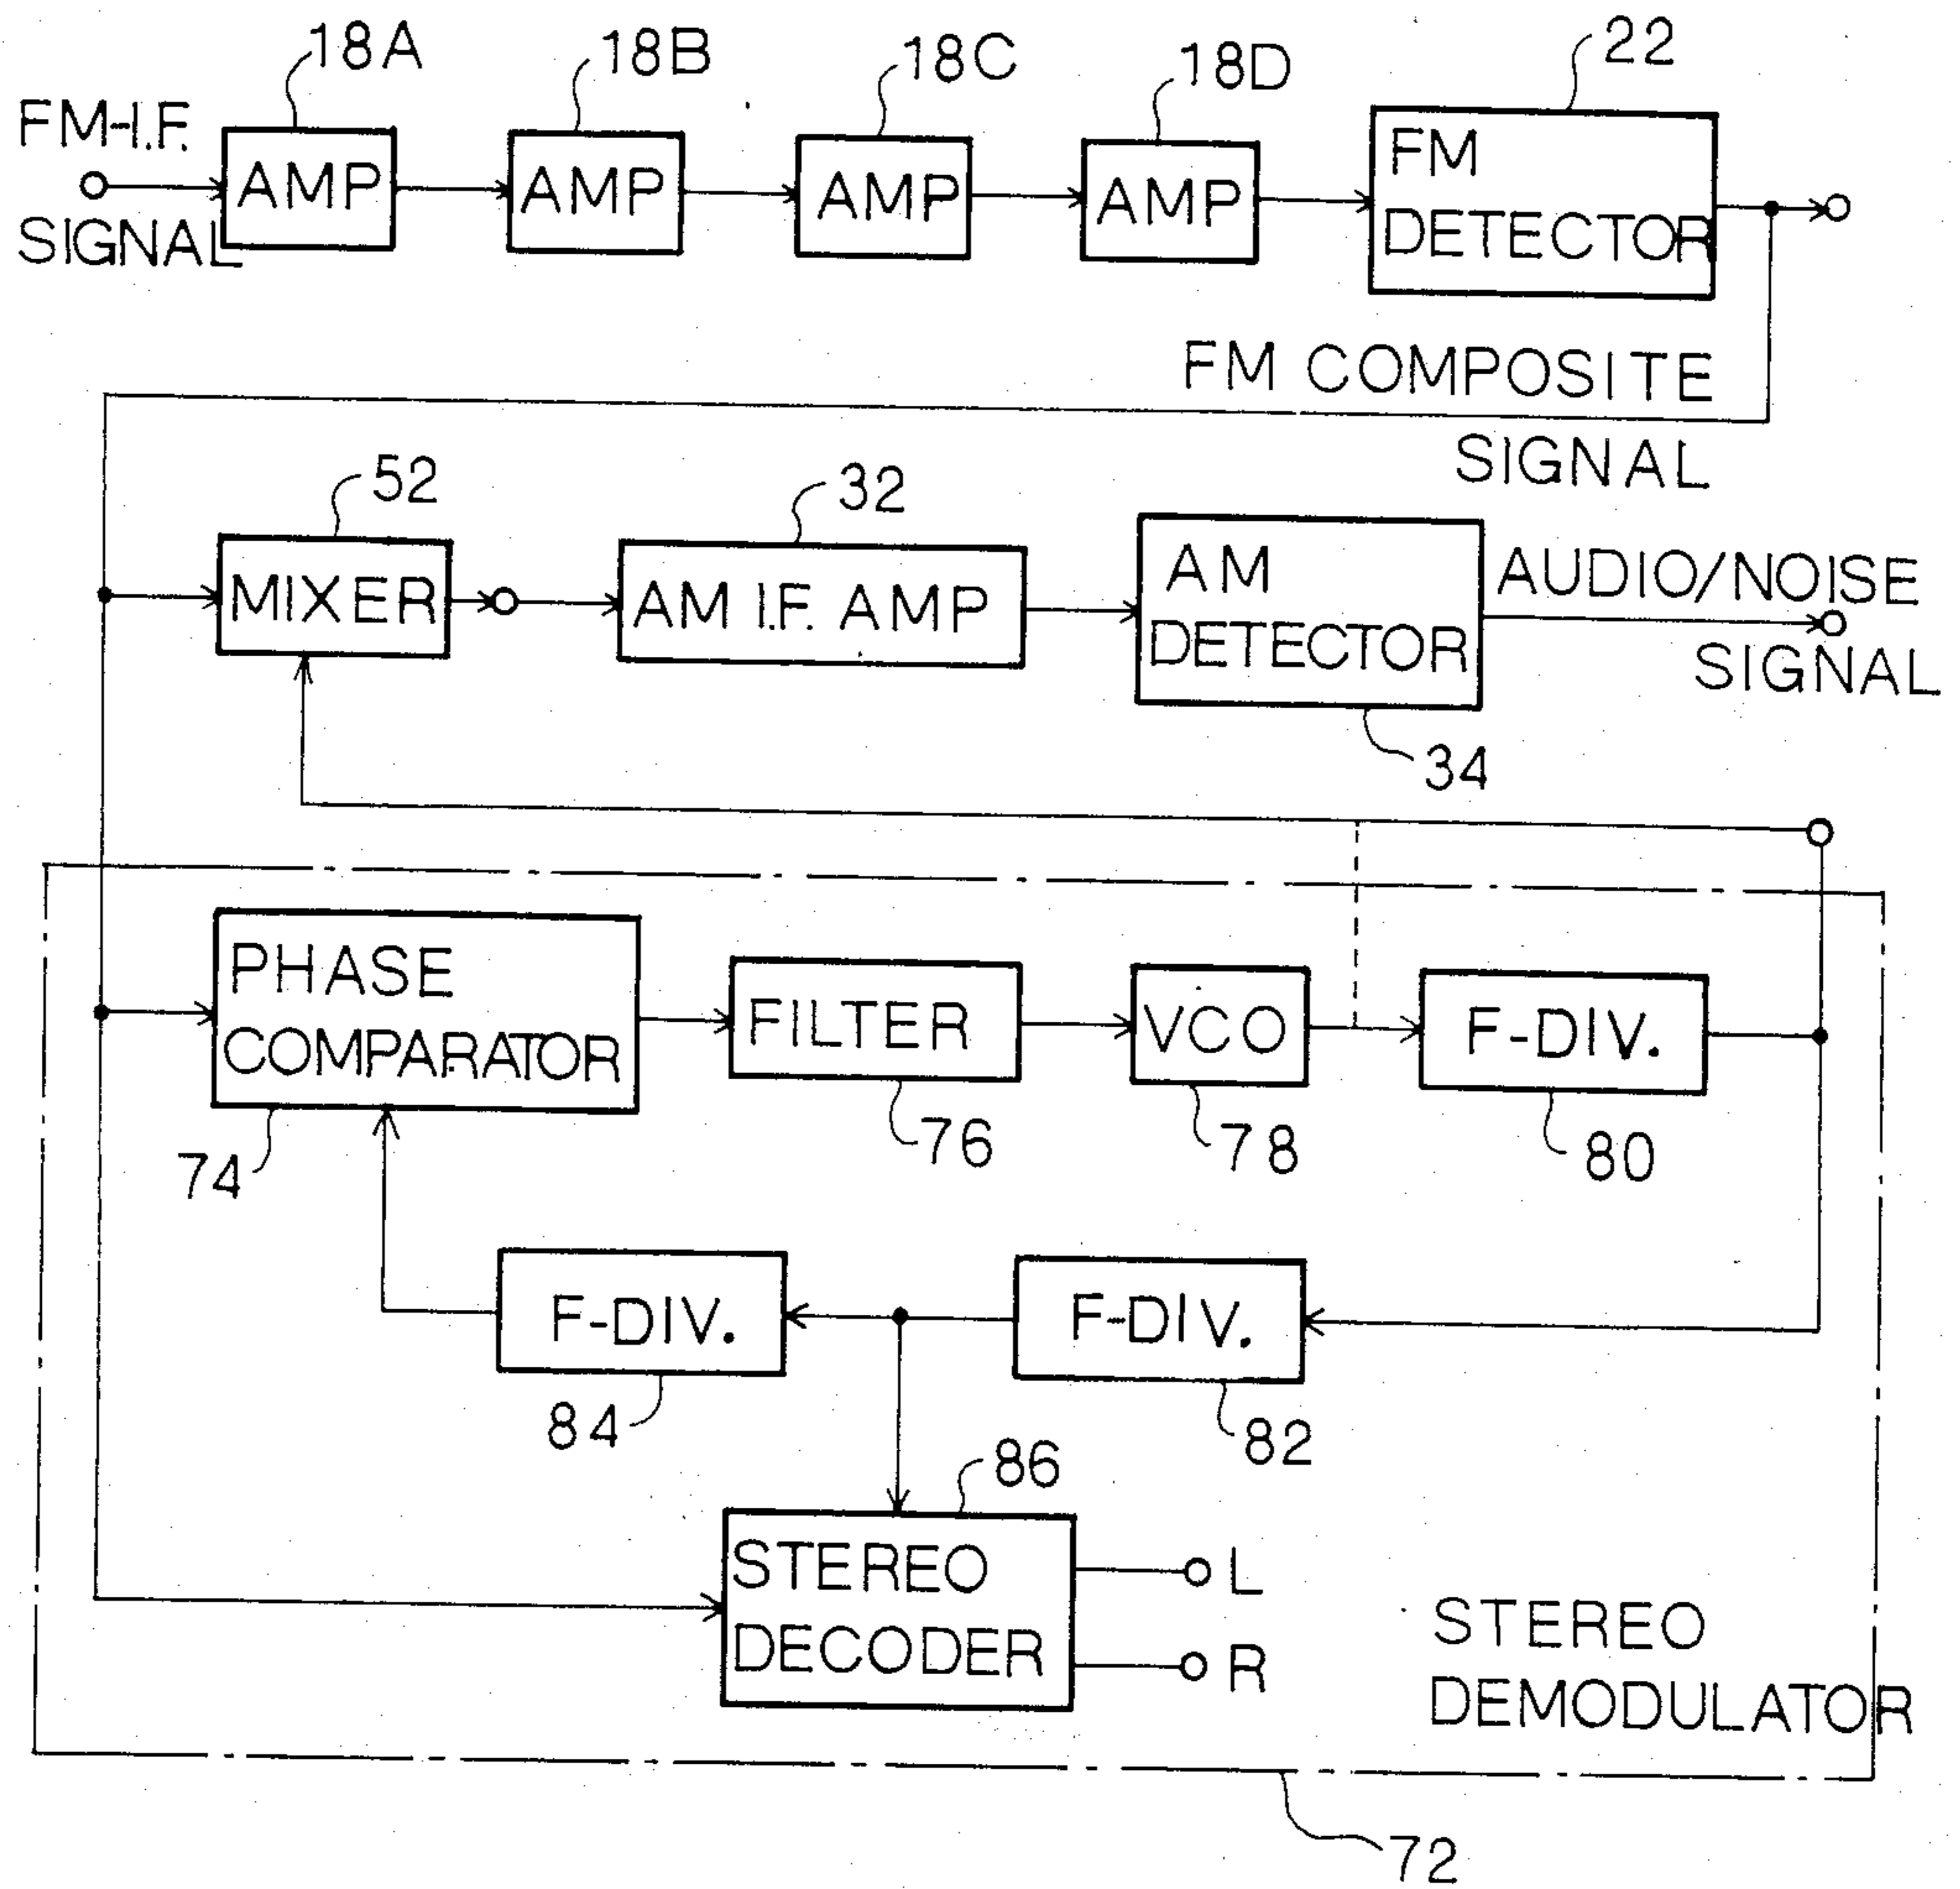 18A
18B
18C
18D
22
FM-I.F.
SIGNAL
AMP
AMP
AMP
AMP
FM
DETECTOR
FM COMPOSITE
SIGNAL
52
32
MIXER
AM I.F. AMP
AM
DETECTOR
AUDIO/NOISE
SIGNAL
34
PHASE
COMPARATOR
FILTER
VCO
F-DIV.
74
76
78
80
F-DIV.
F-DIV.
84
82
86
STEREO
DECODER
L
R
STEREO
DEMODULATOR
72